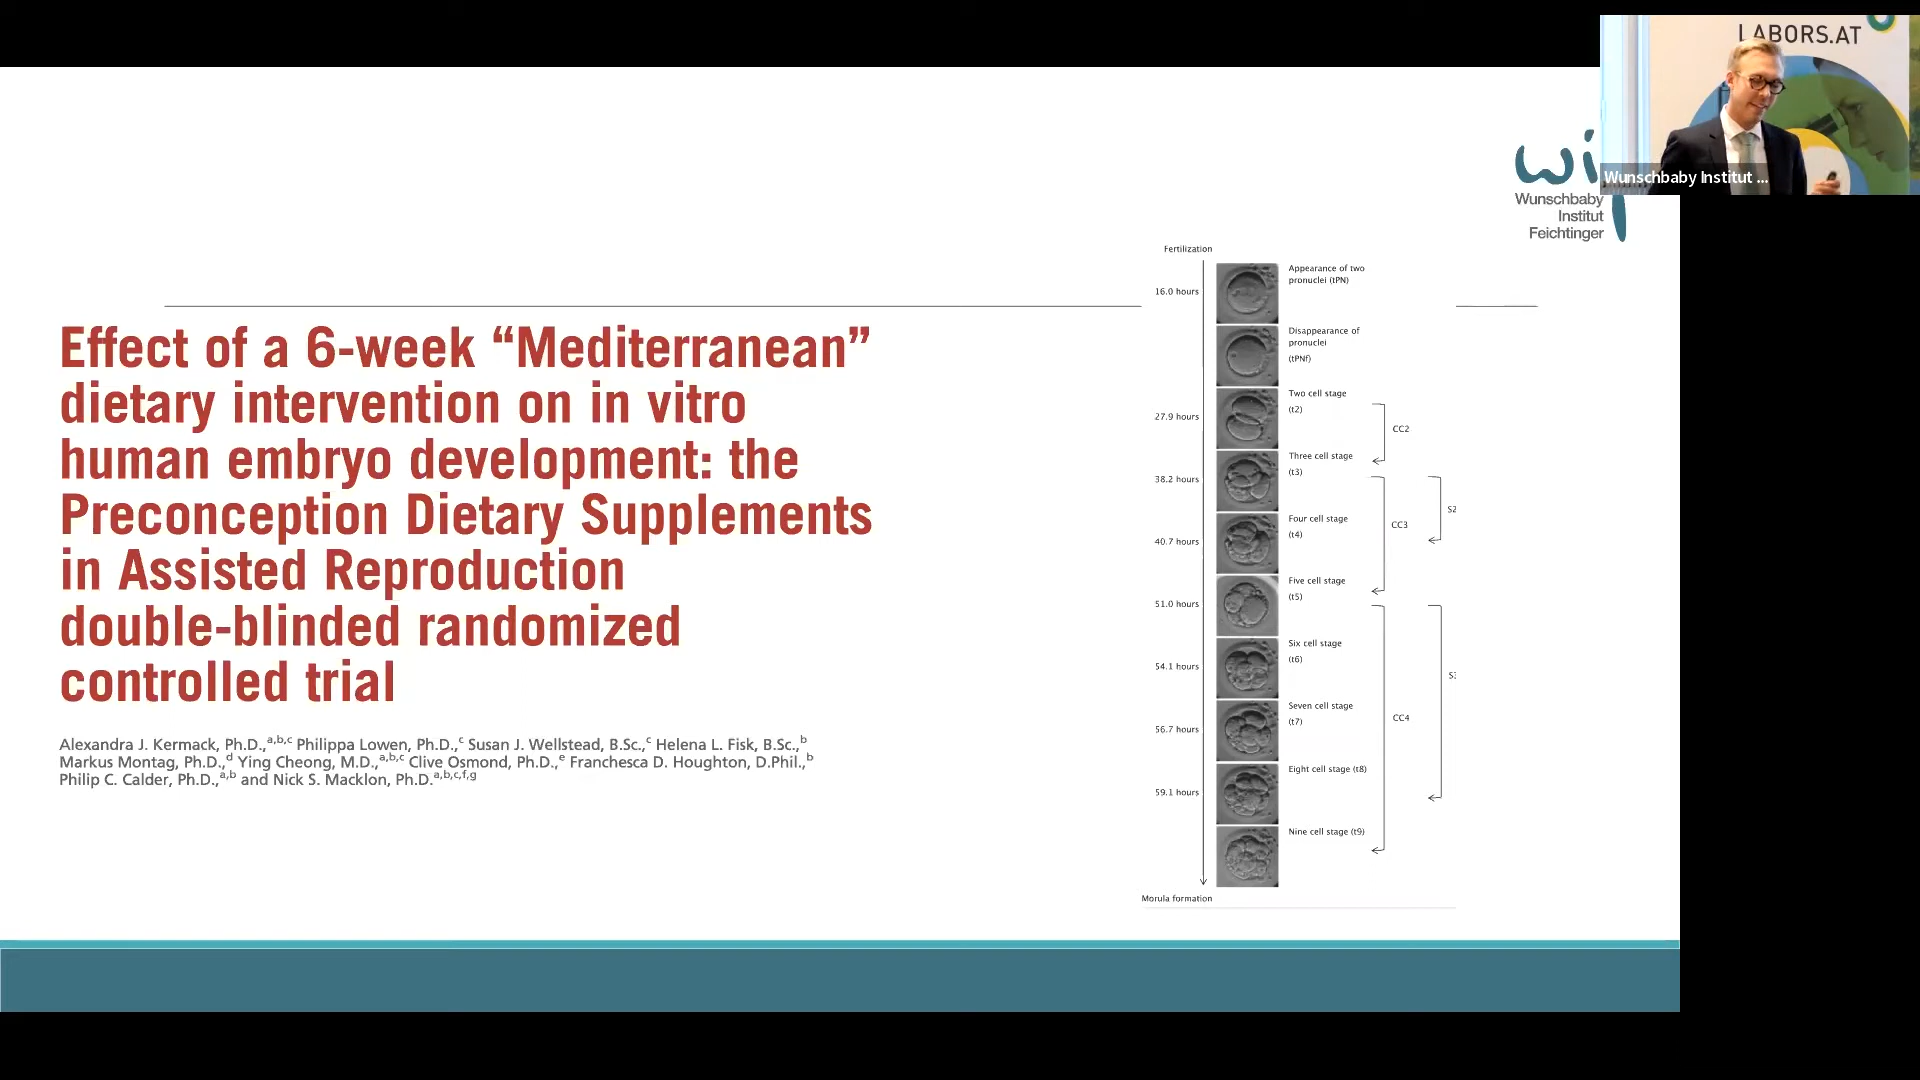 LABORS.AT
Wunschbaby Institut ...
wi
Wunschbaby
Institut
Feichtinger
Effect of a 6-week “Mediterranean”
dietary intervention on in vitro
human embryo development: the
Preconception Dietary Supplements
in Assisted Reproduction
double-blinded randomized
controlled trial
Alexandra J. Kermack, Ph.D.,a,b,c Philippa Lowen, Ph.D.,c Susan J. Wellstead, B.Sc.,c Helena L. Fisk, B.Sc.,b
Markus Montag, Ph.D.,d Ying Cheong, M.D.,a,b,c Clive Osmond, Ph.D.,e Franchesca D. Houghton, D.Phil.,b
Philip C. Calder, Ph.D.,a,b and Nick S. Macklon, Ph.D.a,b,c,f,g
Fertilization
16.0 hours
Appearance of two
pronuclei (tPN)
Disappearance of
pronuclei
(tPNf)
27.9 hours
Two cell stage
(t2)
CC2
38.2 hours
Three cell stage
(t3)
S2
40.7 hours
Four cell stage
(t4)
CC3
51.0 hours
Five cell stage
(t5)
54.1 hours
Six cell stage
(t6)
56.7 hours
Seven cell stage
(t7)
CC4
59.1 hours
Eight cell stage (t8)
Nine cell stage (t9)
Morula formation